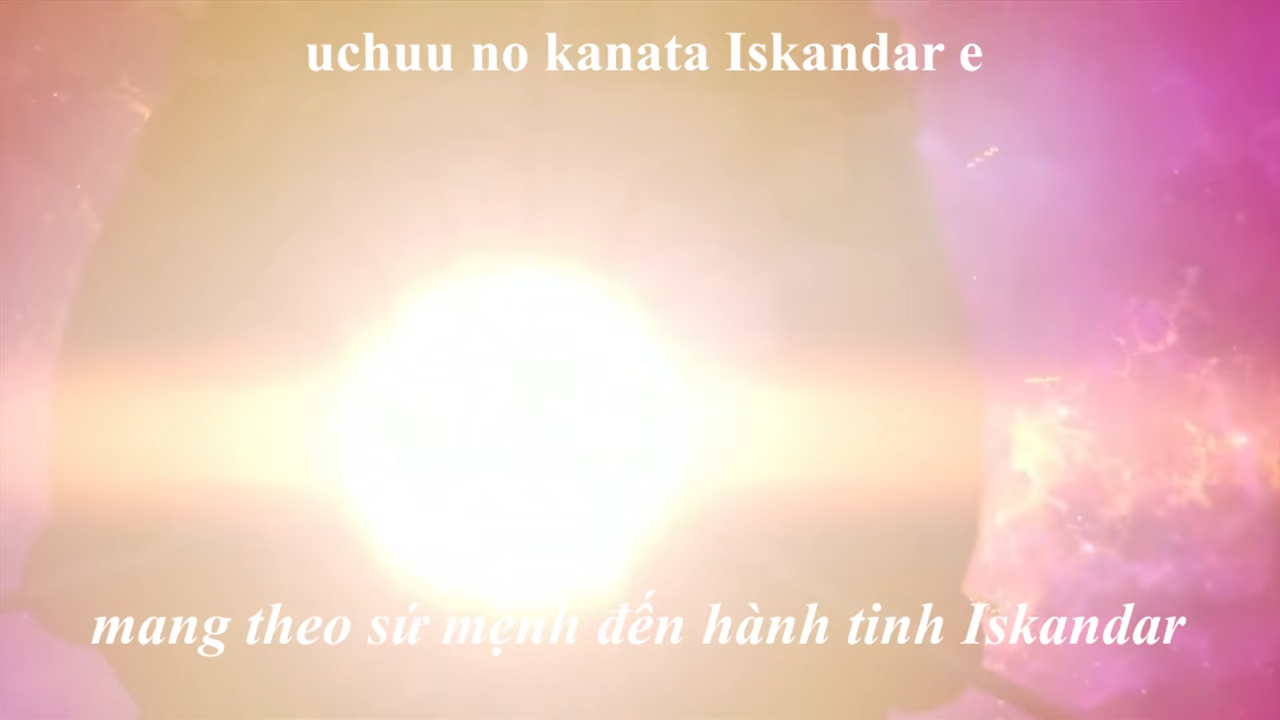 uchuu no kanata Iskandar e
mang theo sứ mệnh đến hành tinh Iskandar